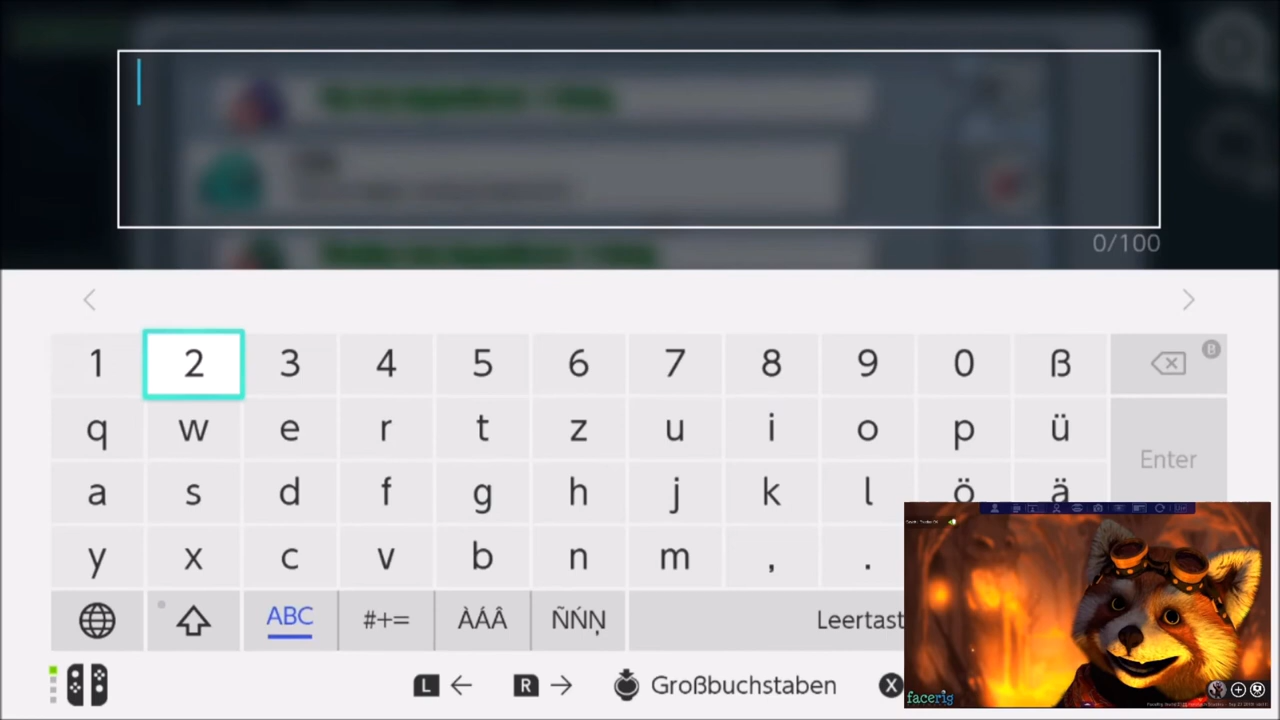 0/100
1 2 3 4 5 6 7 8 9 0 ß B
q w e r t z u i o p ü
Enter
a s d f g h j k l ö ä
y x c v b n m , .
ABC #+= ÀÁÂ ÑŃŅ Leertast
L R Großbuchstaben X
facerig